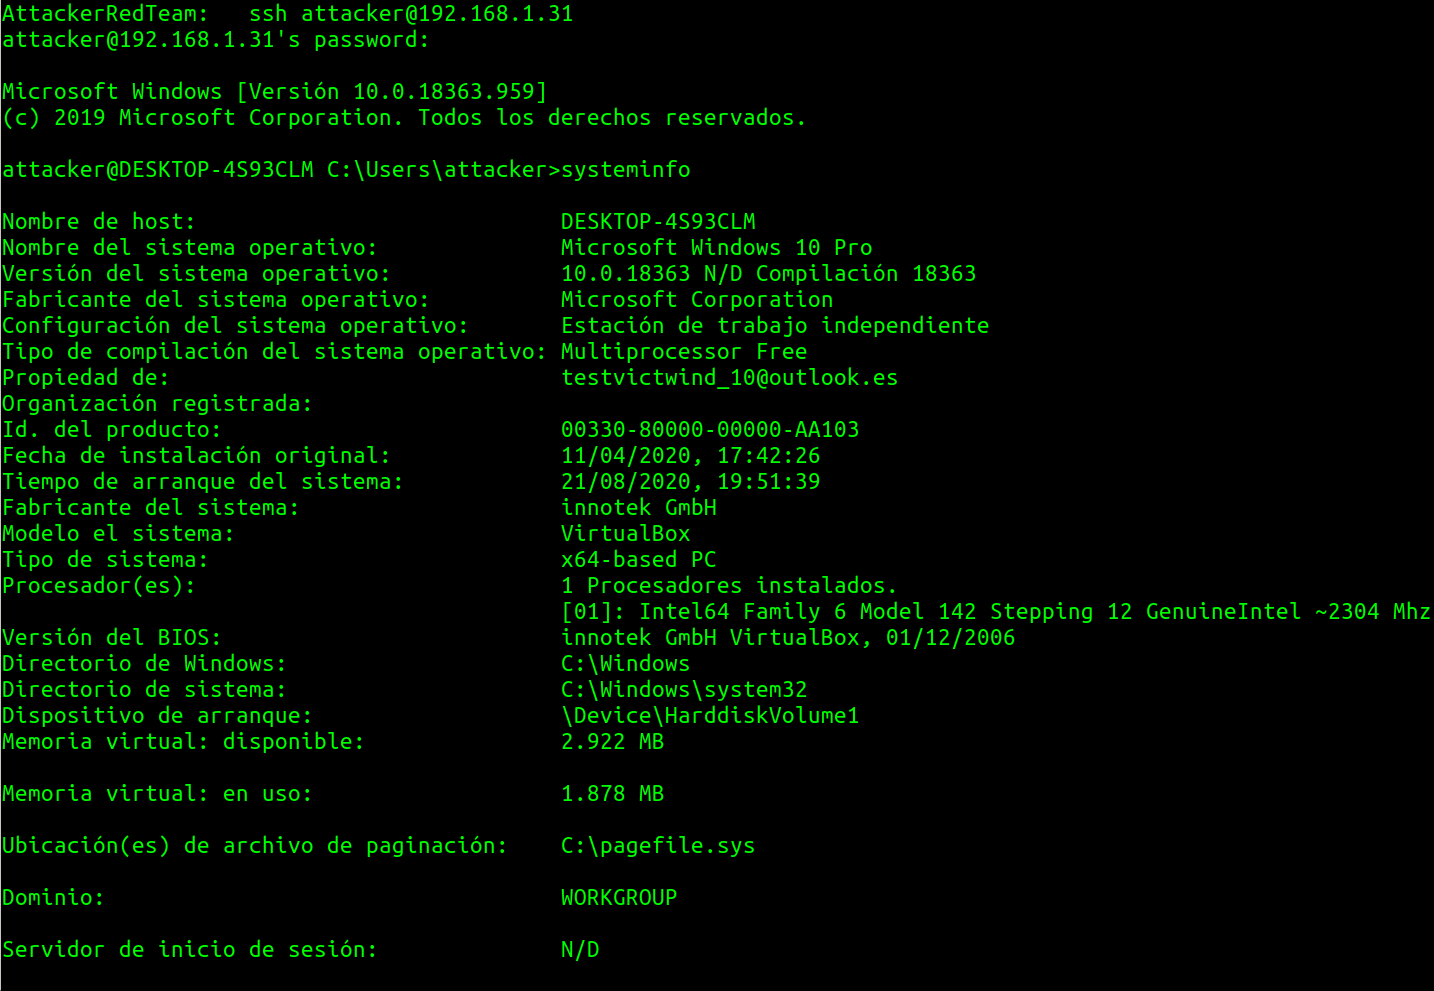 AttackerRedTeam:   ssh attacker@192.168.1.31
attacker@192.168.1.31's password:
Microsoft Windows [Versión 10.0.18363.959]
(c) 2019 Microsoft Corporation. Todos los derechos reservados.
attacker@DESKTOP-4S93CLM C:\Users\attacker>systeminfo
Nombre de host:                            DESKTOP-4S93CLM
Nombre del sistema operativo:              Microsoft Windows 10 Pro
Versión del sistema operativo:             10.0.18363 N/D Compilación 18363
Fabricante del sistema operativo:          Microsoft Corporation
Configuración del sistema operativo:       Estación de trabajo independiente
Tipo de compilación del sistema operativo: Multiprocessor Free
Propiedad de:                              testvictwind_10@outlook.es
Organización registrada:
Id. del producto:                          00330-80000-00000-AA103
Fecha de instalación original:             11/04/2020, 17:42:26
Tiempo de arranque del sistema:            21/08/2020, 19:51:39
Fabricante del sistema:                    innotek GmbH
Modelo el sistema:                         VirtualBox
Tipo de sistema:                           x64-based PC
Procesador(es):                            1 Procesadores instalados.
                                           [01]: Intel64 Family 6 Model 142 Stepping 12 GenuineIntel ~2304 Mhz
Versión del BIOS:                          innotek GmbH VirtualBox, 01/12/2006
Directorio de Windows:                     C:\Windows
Directorio de sistema:                     C:\Windows\system32
Dispositivo de arranque:                   \Device\HarddiskVolume1
Memoria virtual: disponible:               2.922 MB
Memoria virtual: en uso:                   1.878 MB
Ubicación(es) de archivo de paginación:    C:\pagefile.sys
Dominio:                                   WORKGROUP
Servidor de inicio de sesión:              N/D